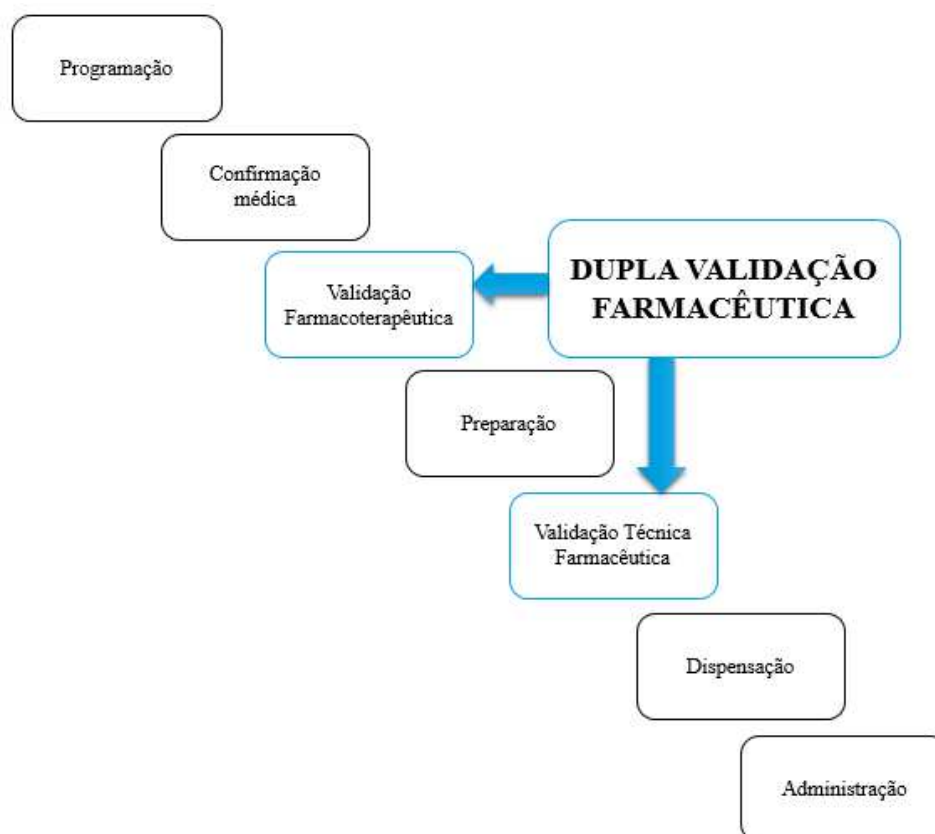 Programação
Confirmação
médica
DUPLA VALIDAÇÃO
FARMACÊUTICA
Validação
Farmacoterapêutica
Preparação
Validação Técnica
Farmacêutica
Dispensação
Administração